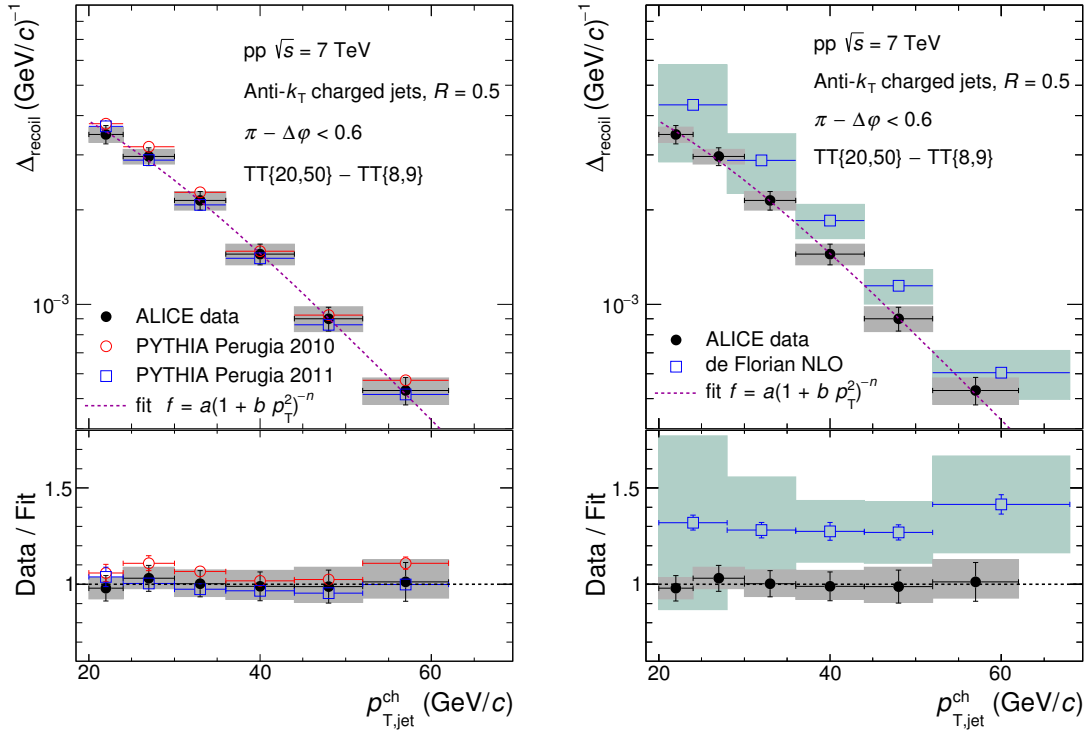 Δrecoil (GeV/c)⁻¹
pp √s = 7 TeV
Anti-kT charged jets, R = 0.5
π − Δφ < 0.6
TT{20,50} − TT{8,9}
10⁻³
ALICE data
PYTHIA Perugia 2010
PYTHIA Perugia 2011
fit f = a(1 + b pT²)⁻ⁿ
Data / Fit
1.5
1
20 40 60
pT,jet^ch (GeV/c)
Δrecoil (GeV/c)⁻¹
pp √s = 7 TeV
Anti-kT charged jets, R = 0.5
π − Δφ < 0.6
TT{20,50} − TT{8,9}
10⁻³
ALICE data
de Florian NLO
fit f = a(1 + b pT²)⁻ⁿ
Data / Fit
1.5
1
20 40 60
pT,jet^ch (GeV/c)